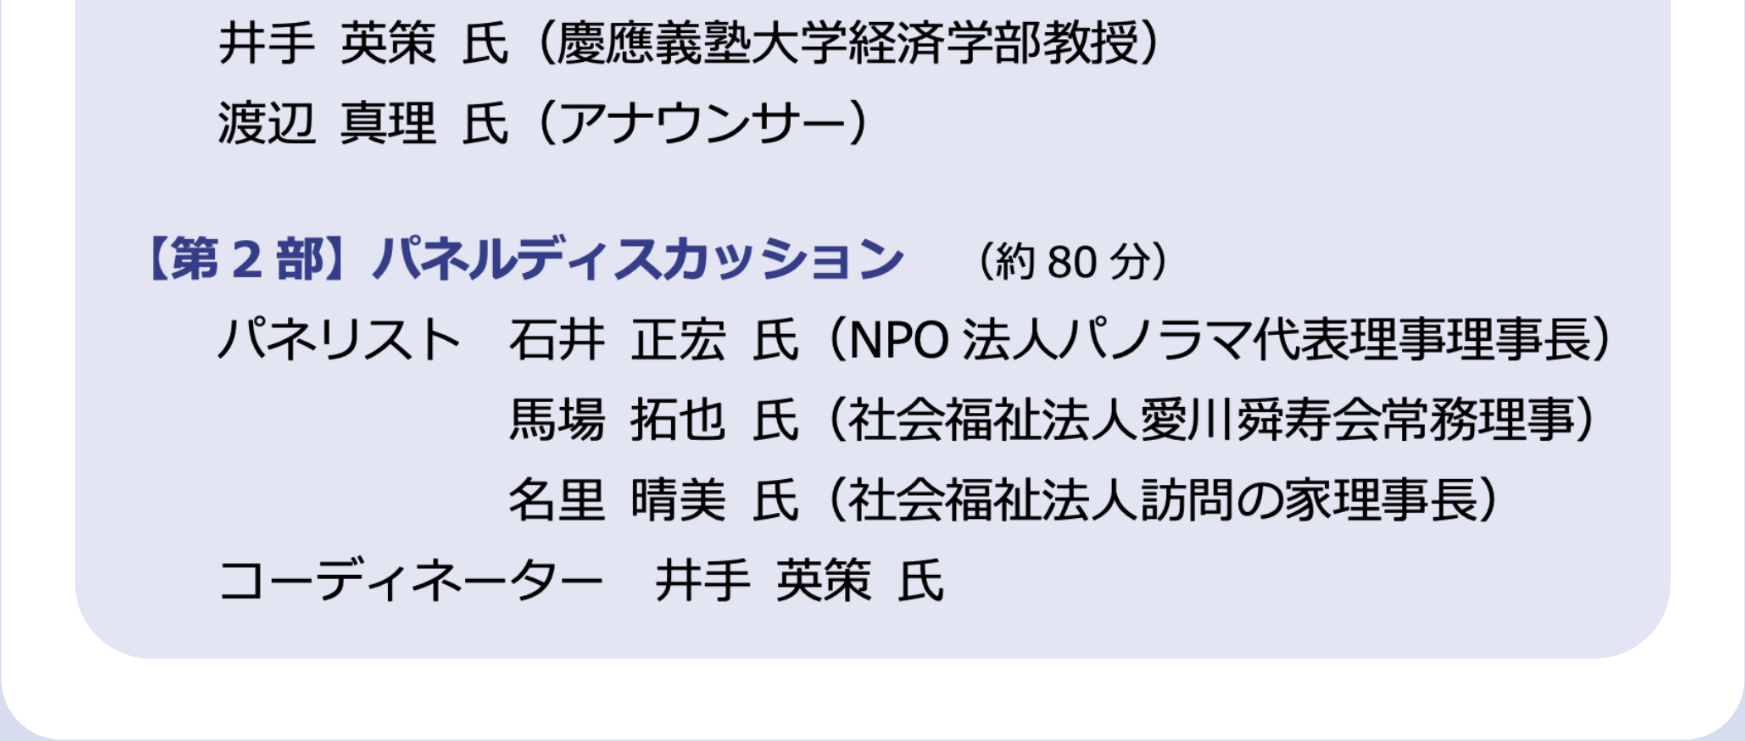 井手 英策 氏（慶應義塾大学経済学部教授）
渡辺 真理 氏（アナウンサー）
【第２部】パネルディスカッション　（約 80 分）
パネリスト　石井 正宏 氏（NPO 法人パノラマ代表理事理事長）
馬場 拓也 氏（社会福祉法人愛川舜寿会常務理事）
名里 晴美 氏（社会福祉法人訪問の家理事長）
コーディネーター　井手 英策 氏